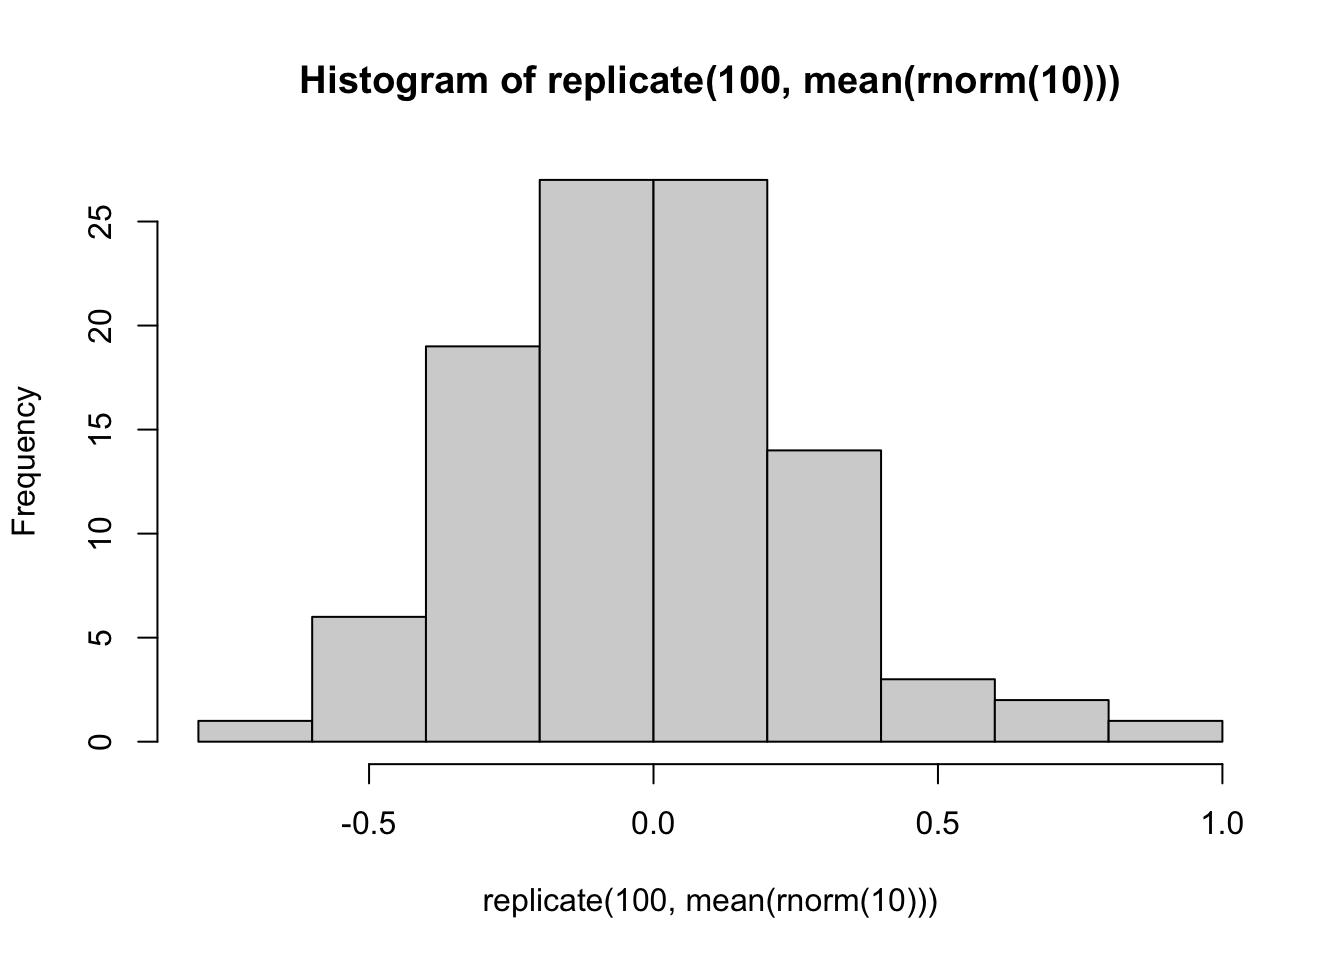 Histogram of replicate(100, mean(rnorm(10)))
Frequency
25
20
15
10
5
0
-0.5 0.0 0.5 1.0
replicate(100, mean(rnorm(10)))